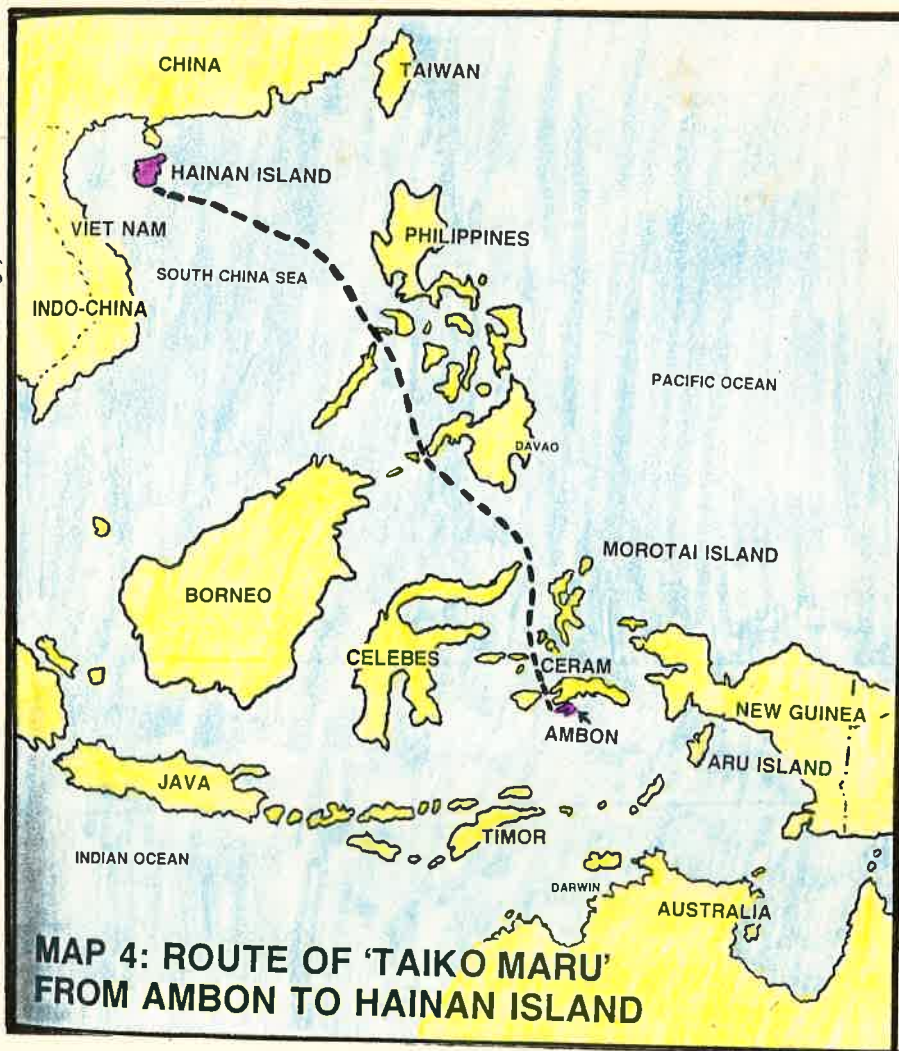 CHINA
TAIWAN
HAINAN ISLAND
VIET NAM
PHILIPPINES
SOUTH CHINA SEA
INDO-CHINA
PACIFIC OCEAN
DAVAO
MOROTAI ISLAND
BORNEO
CELEBES
CERAM
NEW GUINEA
AMBON
ARU ISLAND
JAVA
TIMOR
INDIAN OCEAN
DARWIN
AUSTRALIA
MAP 4: ROUTE OF ‘TAIKO MARU’
FROM AMBON TO HAINAN ISLAND